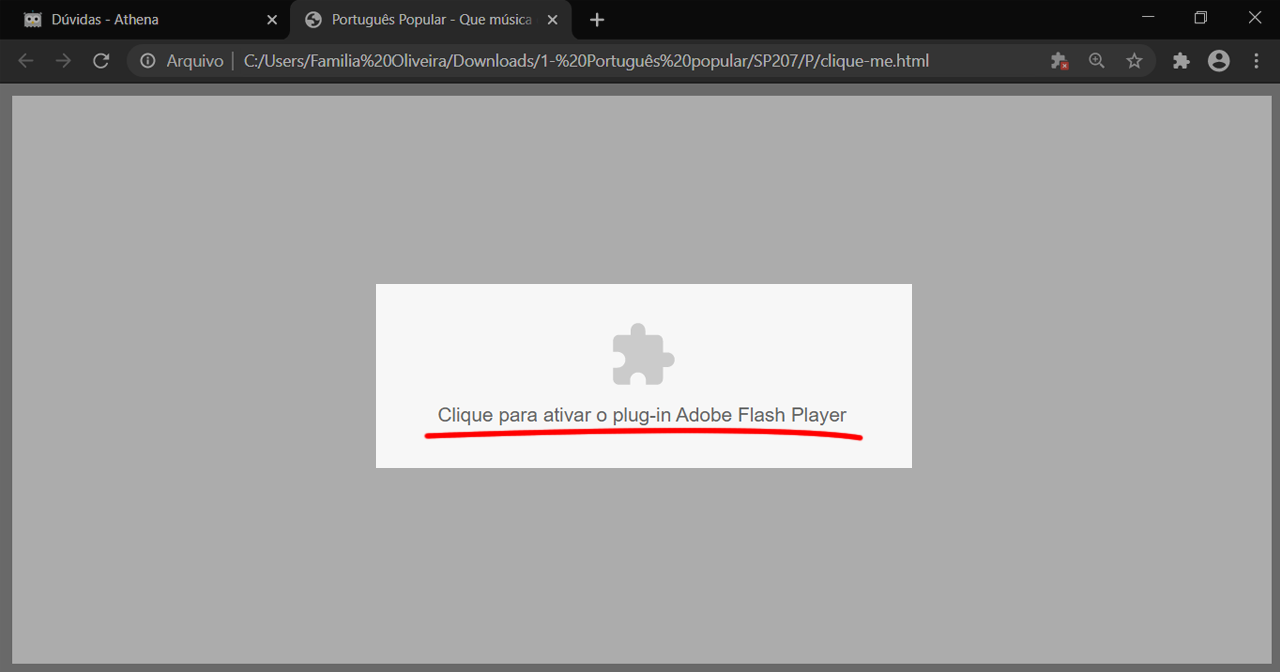 Dúvidas - Athena
Português Popular - Que música
Arquivo | C:/Users/Familia%20Oliveira/Downloads/1-%20Português%20popular/SP207/P/clique-me.html
Clique para ativar o plug-in Adobe Flash Player